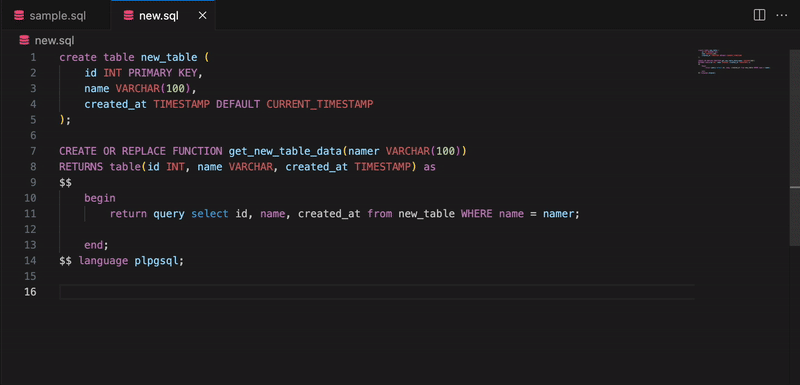 sample.sql
new.sql
new.sql
1 create table new_table (
2     id INT PRIMARY KEY,
3     name VARCHAR(100),
4     created_at TIMESTAMP DEFAULT CURRENT_TIMESTAMP
5 );
6
7 CREATE OR REPLACE FUNCTION get_new_table_data(namer VARCHAR(100))
8 RETURNS table(id INT, name VARCHAR, created_at TIMESTAMP) as
9 $$
10     begin
11         return query select id, name, created_at from new_table WHERE name = namer;
12
13     end;
14 $$ language plpgsql;
15
16